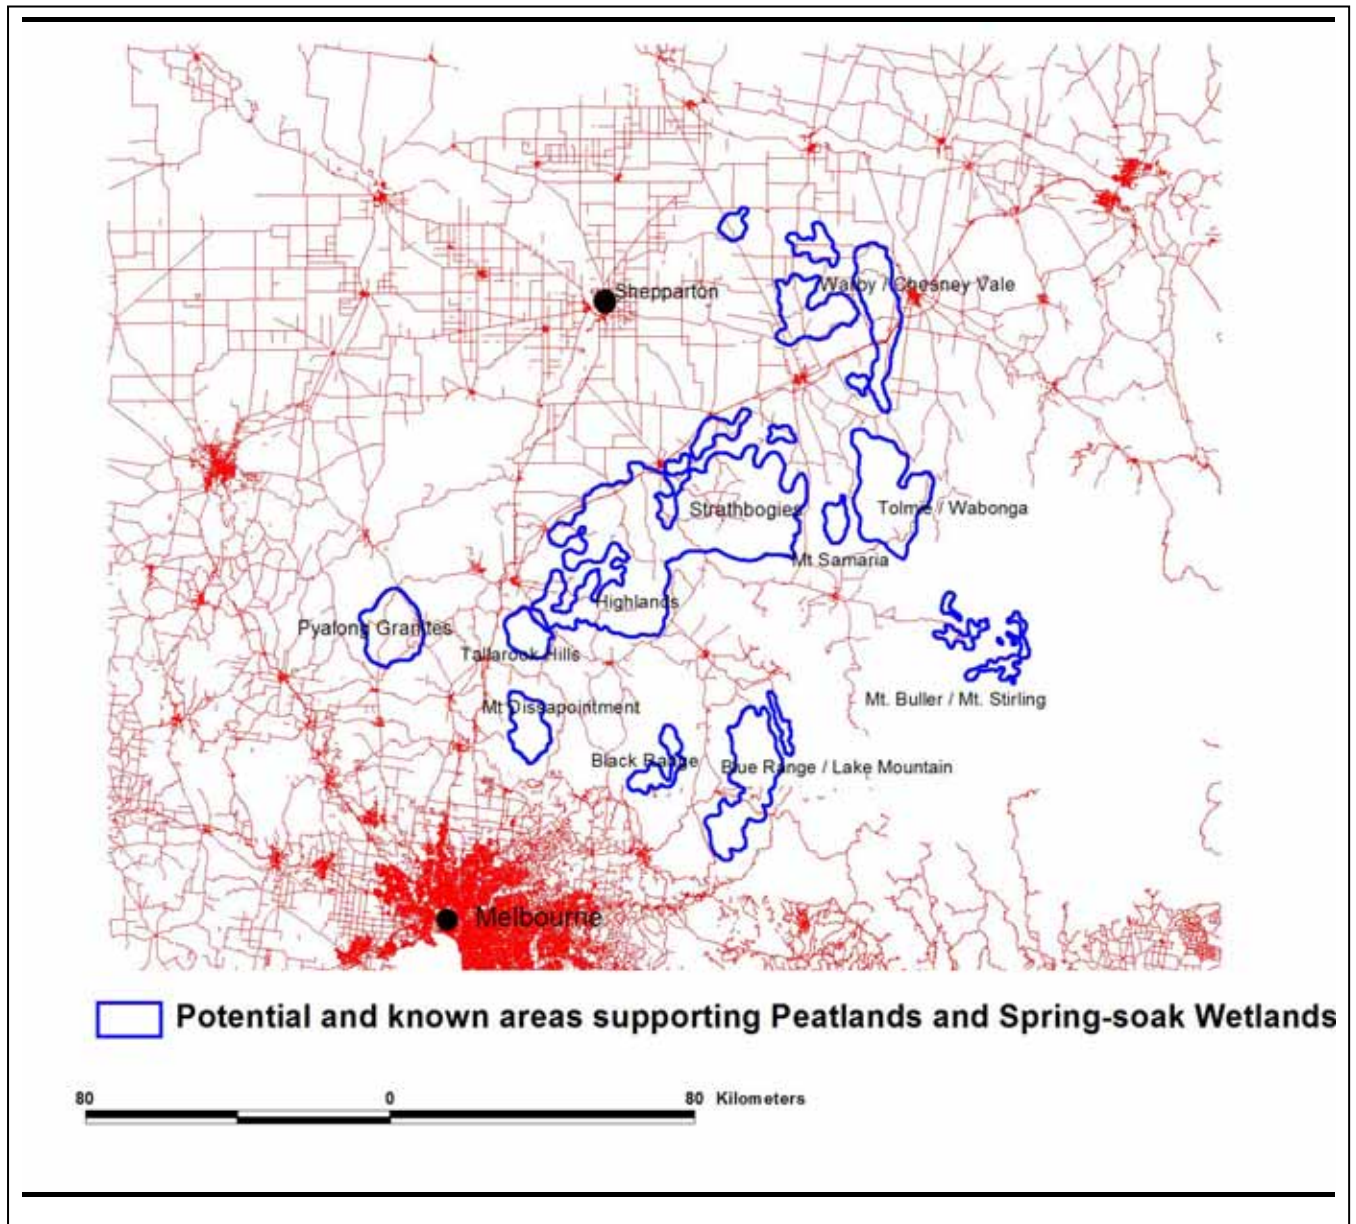 Shepparton
Warby / Chesney Vale
Strathbogies
Tolmie / Wabonga
Mt Samaria
Highlands
Pyalong Granites
Tallarook Hills
Mt. Buller / Mt. Stirling
Mt Dissapointment
Black Range
Blue Range / Lake Mountain
Melbourne
Potential and known areas supporting Peatlands and Spring-soak Wetlands
80 0 80 Kilometers